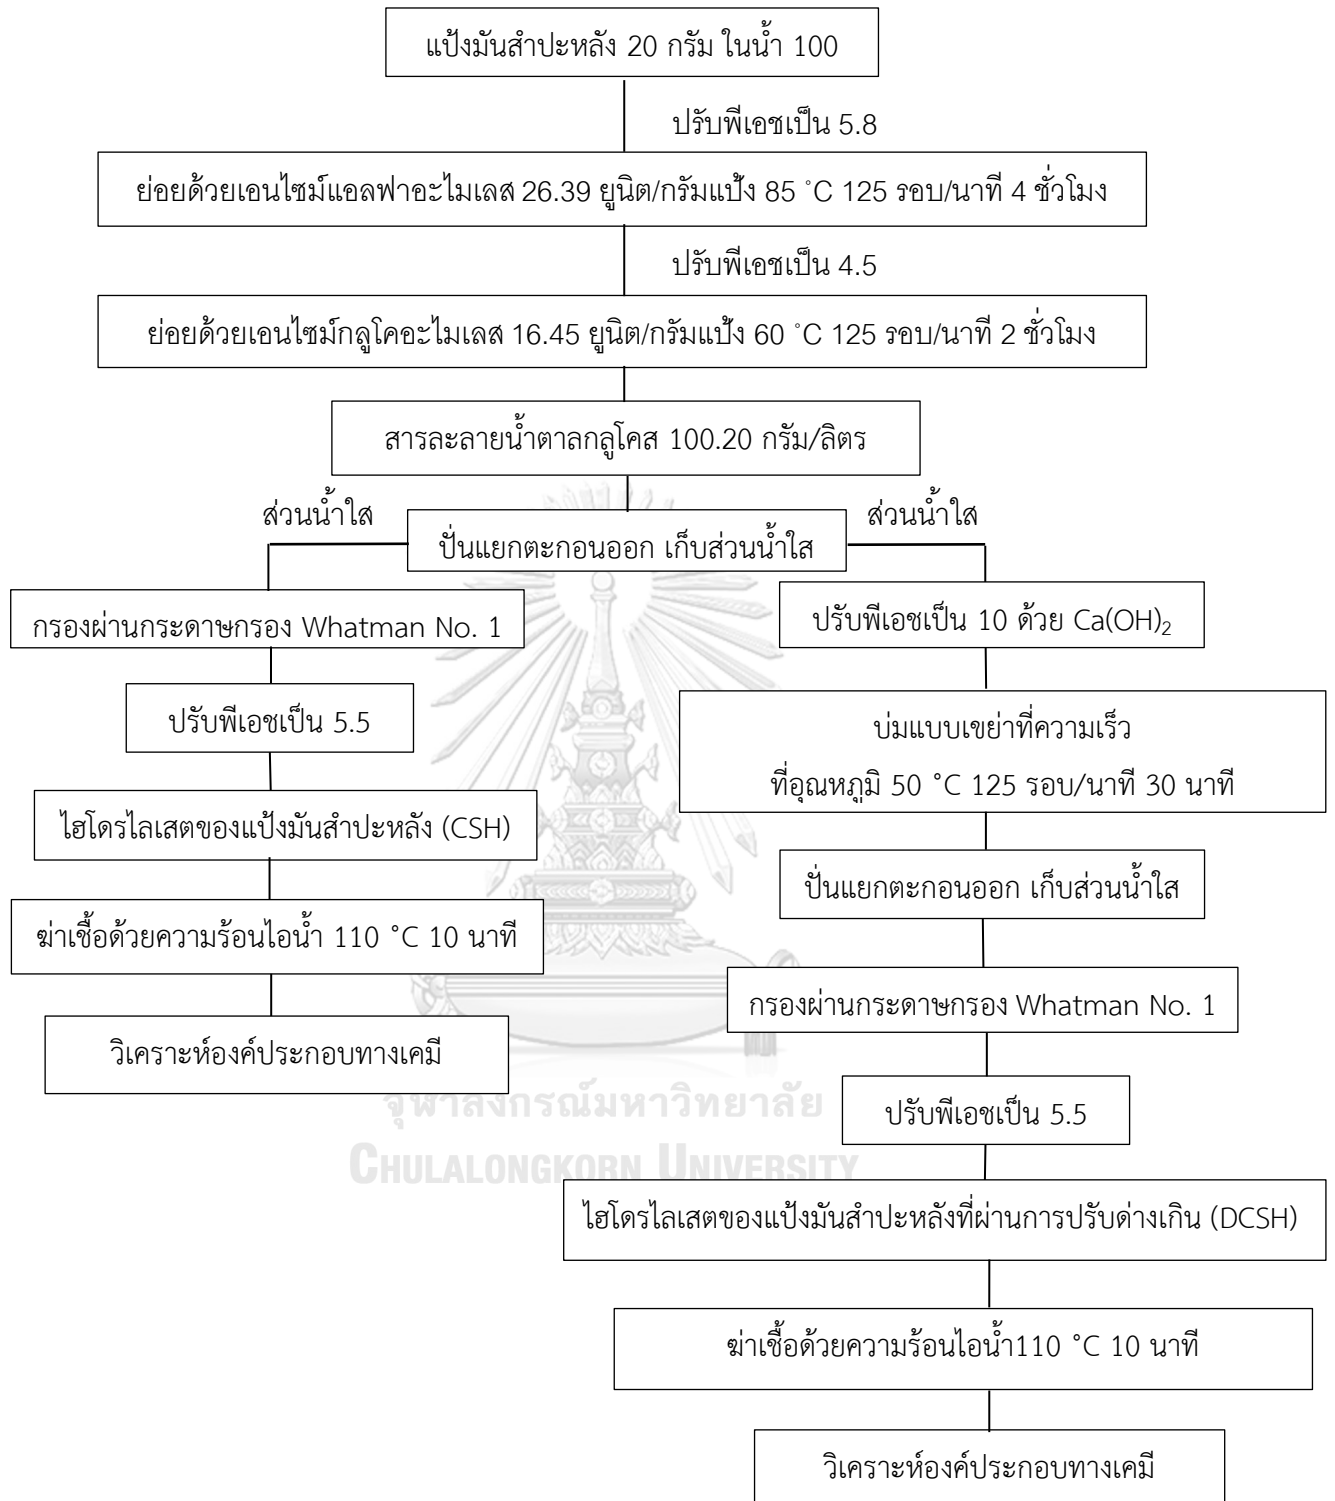 แป้งมันสำปะหลัง 20 กรัม ในน้ำ 100
ปรับพีเอชเป็น 5.8
ย่อยด้วยเอนไซม์แอลฟาอะไมเลส 26.39 ยูนิต/กรัมแป้ง 85 °C 125 รอบ/นาที 4 ชั่วโมง
ปรับพีเอชเป็น 4.5
ย่อยด้วยเอนไซม์กลูโคอะไมเลส 16.45 ยูนิต/กรัมแป้ง 60 °C 125 รอบ/นาที 2 ชั่วโมง
สารละลายน้ำตาลกลูโคส 100.20 กรัม/ลิตร
ปั่นแยกตะกอนออก เก็บส่วนน้ำใส
ส่วนน้ำใส
กรองผ่านกระดาษกรอง Whatman No. 1
ปรับพีเอชเป็น 5.5
ไฮโดรไลเสตของแป้งมันสำปะหลัง (CSH)
ฆ่าเชื้อด้วยความร้อนไอน้ำ 110 °C 10 นาที
วิเคราะห์องค์ประกอบทางเคมี
ส่วนน้ำใส
ปรับพีเอชเป็น 10 ด้วย Ca(OH)₂
บ่มแบบเขย่าที่ความเร็ว
ที่อุณหภูมิ 50 °C 125 รอบ/นาที 30 นาที
ปั่นแยกตะกอนออก เก็บส่วนน้ำใส
กรองผ่านกระดาษกรอง Whatman No. 1
ปรับพีเอชเป็น 5.5
ไฮโดรไลเสตของแป้งมันสำปะหลังที่ผ่านการปรับด่างเกิน (DCSH)
ฆ่าเชื้อด้วยความร้อนไอน้ำ110 °C 10 นาที
วิเคราะห์องค์ประกอบทางเคมี
จุฬาลงกรณ์มหาวิทยาลัย
CHULALONGKORN UNIVERSITY